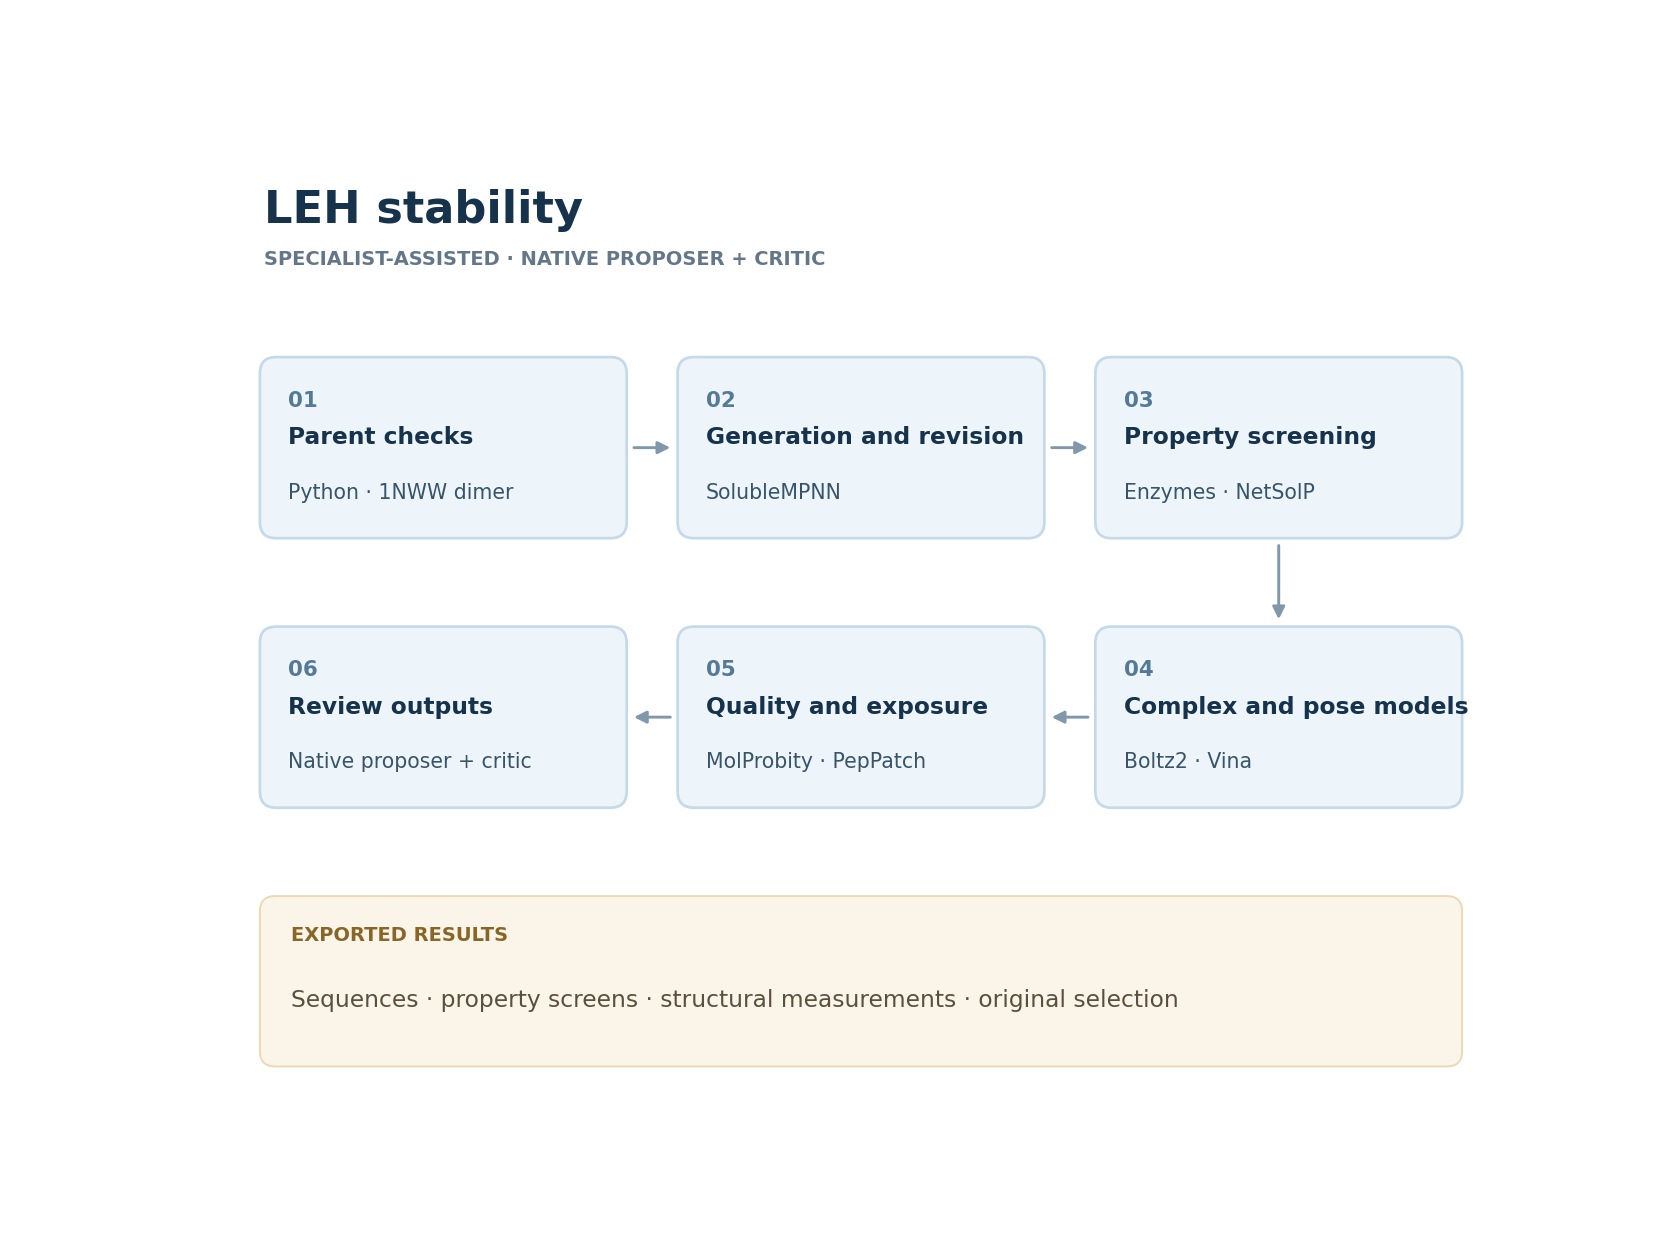 LEH stability
SPECIALIST-ASSISTED · NATIVE PROPOSER + CRITIC
01
Parent checks
Python · 1NWW dimer
02
Generation and revision
SolubleMPNN
03
Property screening
Enzymes · NetSolP
04
Complex and pose models
Boltz2 · Vina
05
Quality and exposure
MolProbity · PepPatch
06
Review outputs
Native proposer + critic
EXPORTED RESULTS
Sequences · property screens · structural measurements · original selection